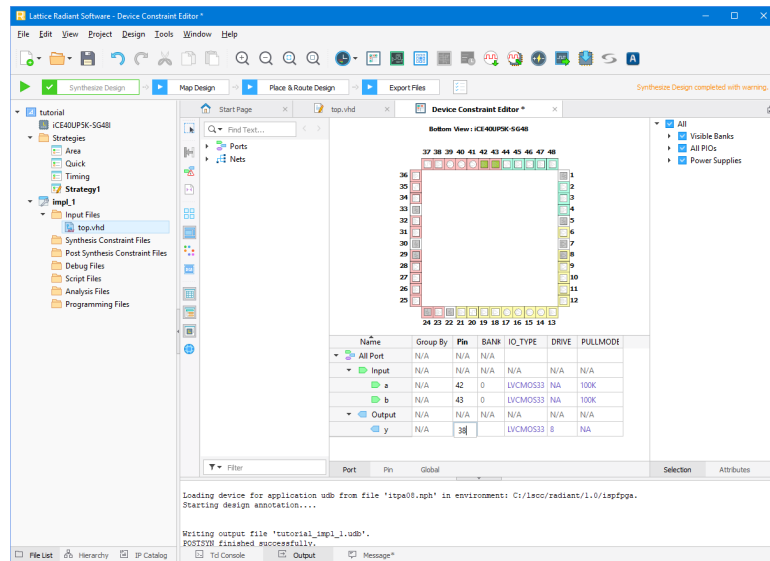 Lattice Radiant Software - Device Constraint Editor *
File Edit View Project Design Tools Window Help
Synthesize Design Map Design Place & Route Design Export Files Synthesize Design completed with warning.
tutorial
iCE40UP5K-SG48I
Strategies
Area
Quick
Timing
Strategy1
impl_1
Input Files
top.vhd
Synthesis Constraint Files
Post Synthesis Constraint Files
Debug Files
Script Files
Analysis Files
Programming Files
Start Page top.vhd Device Constraint Editor *
Find Text...
Ports
Nets
Bottom View : iCE40UP5K-SG48
37 38 39 40 41 42 43 44 45 46 47 48
36 1
35 2
34 3
33 4
32 5
31 6
30 7
29 8
28 9
27 10
26 11
25 12
24 23 22 21 20 19 18 17 16 15 14 13
All
Visible Banks
All PIOs
Power Supplies
Name Group By Pin BANK IO_TYPE DRIVE PULLMODE
All Port N/A N/A N/A
Input N/A N/A N/A N/A N/A N/A
a N/A 42 0 LVCMOS33 NA 100K
b N/A 43 0 LVCMOS33 NA 100K
Output N/A N/A N/A N/A N/A N/A
y N/A 38 LVCMOS33 8 NA
Filter
Port Pin Global
Selection Attributes
Loading device for application udb from file 'itpa08.nph' in environment: C:/lscc/radiant/1.0/ispfpga.
Starting design annotation....
Writing output file 'tutorial_impl_1.udb'.
POSTSYN finished successfully.
File List Hierarchy IP Catalog Tcl Console Output Message*